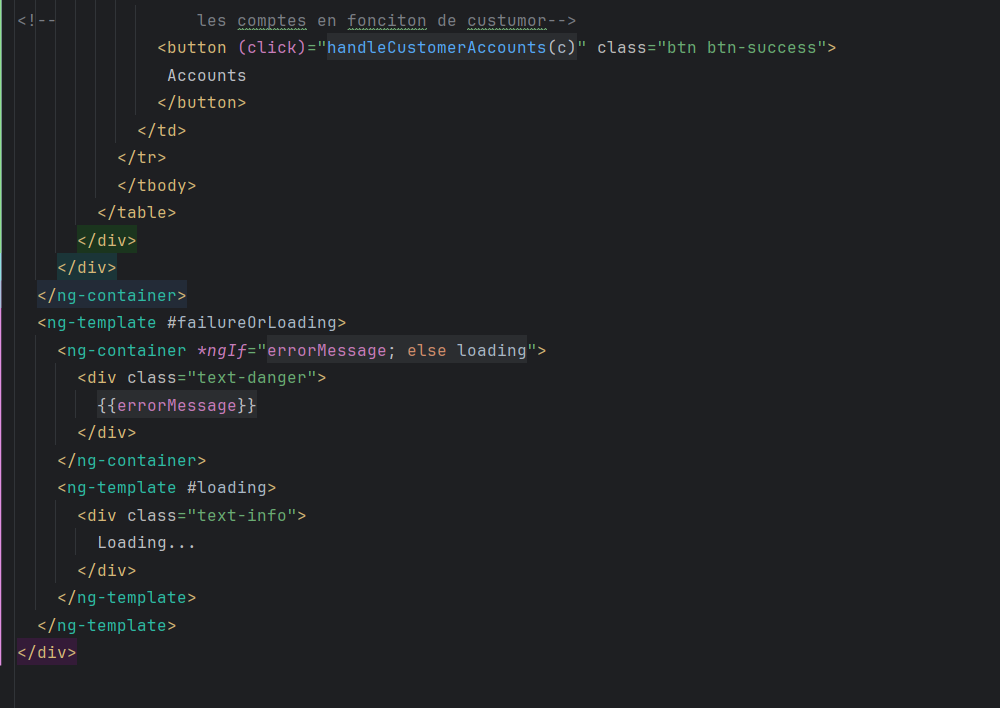 <!--              les comptes en fonciton de custumor-->
              <button (click)="handleCustomerAccounts(c)" class="btn btn-success">
               Accounts
              </button>
            </td>
          </tr>
          </tbody>
        </table>
      </div>
    </div>
  </ng-container>
  <ng-template #failureOrLoading>
    <ng-container *ngIf="errorMessage; else loading">
      <div class="text-danger">
        {{errorMessage}}
      </div>
    </ng-container>
    <ng-template #loading>
      <div class="text-info">
        Loading...
      </div>
    </ng-template>
  </ng-template>
</div>